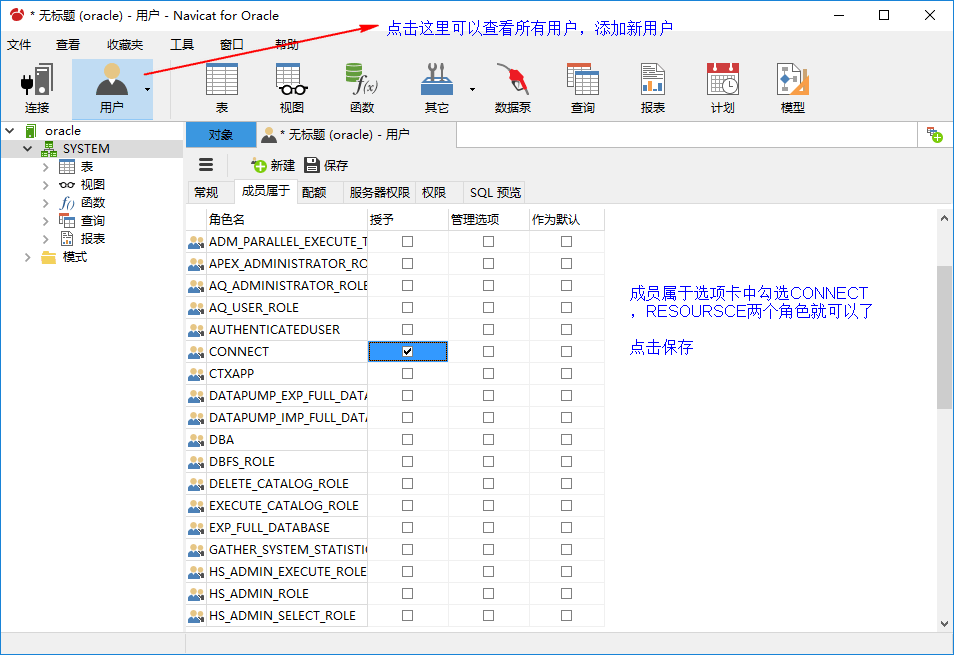 * 无标题 (oracle) - 用户 - Navicat for Oracle
点击这里可以查看所有用户，添加新用户
文件 查看 收藏夹 工具 窗口 帮助
连接 用户 表 视图 函数 其它 数据泵 查询 报表 计划 模型
oracle
SYSTEM
表
视图
函数
查询
报表
模式
对象 * 无标题 (oracle) - 用户
新建 保存
常规 成员属于 配额 服务器权限 权限 SQL 预览
角色名 授予 管理选项 作为默认
ADM_PARALLEL_EXECUTE_T
APEX_ADMINISTRATOR_RO
AQ_ADMINISTRATOR_ROLE
AQ_USER_ROLE
AUTHENTICATEDUSER
CONNECT
CTXAPP
DATAPUMP_EXP_FULL_DATA
DATAPUMP_IMP_FULL_DATA
DBA
DBFS_ROLE
DELETE_CATALOG_ROLE
EXECUTE_CATALOG_ROLE
EXP_FULL_DATABASE
GATHER_SYSTEM_STATISTIC
HS_ADMIN_EXECUTE_ROLE
HS_ADMIN_ROLE
HS_ADMIN_SELECT_ROLE
成员属于选项卡中勾选CONNECT
，RESOURSCE两个角色就可以了
点击保存